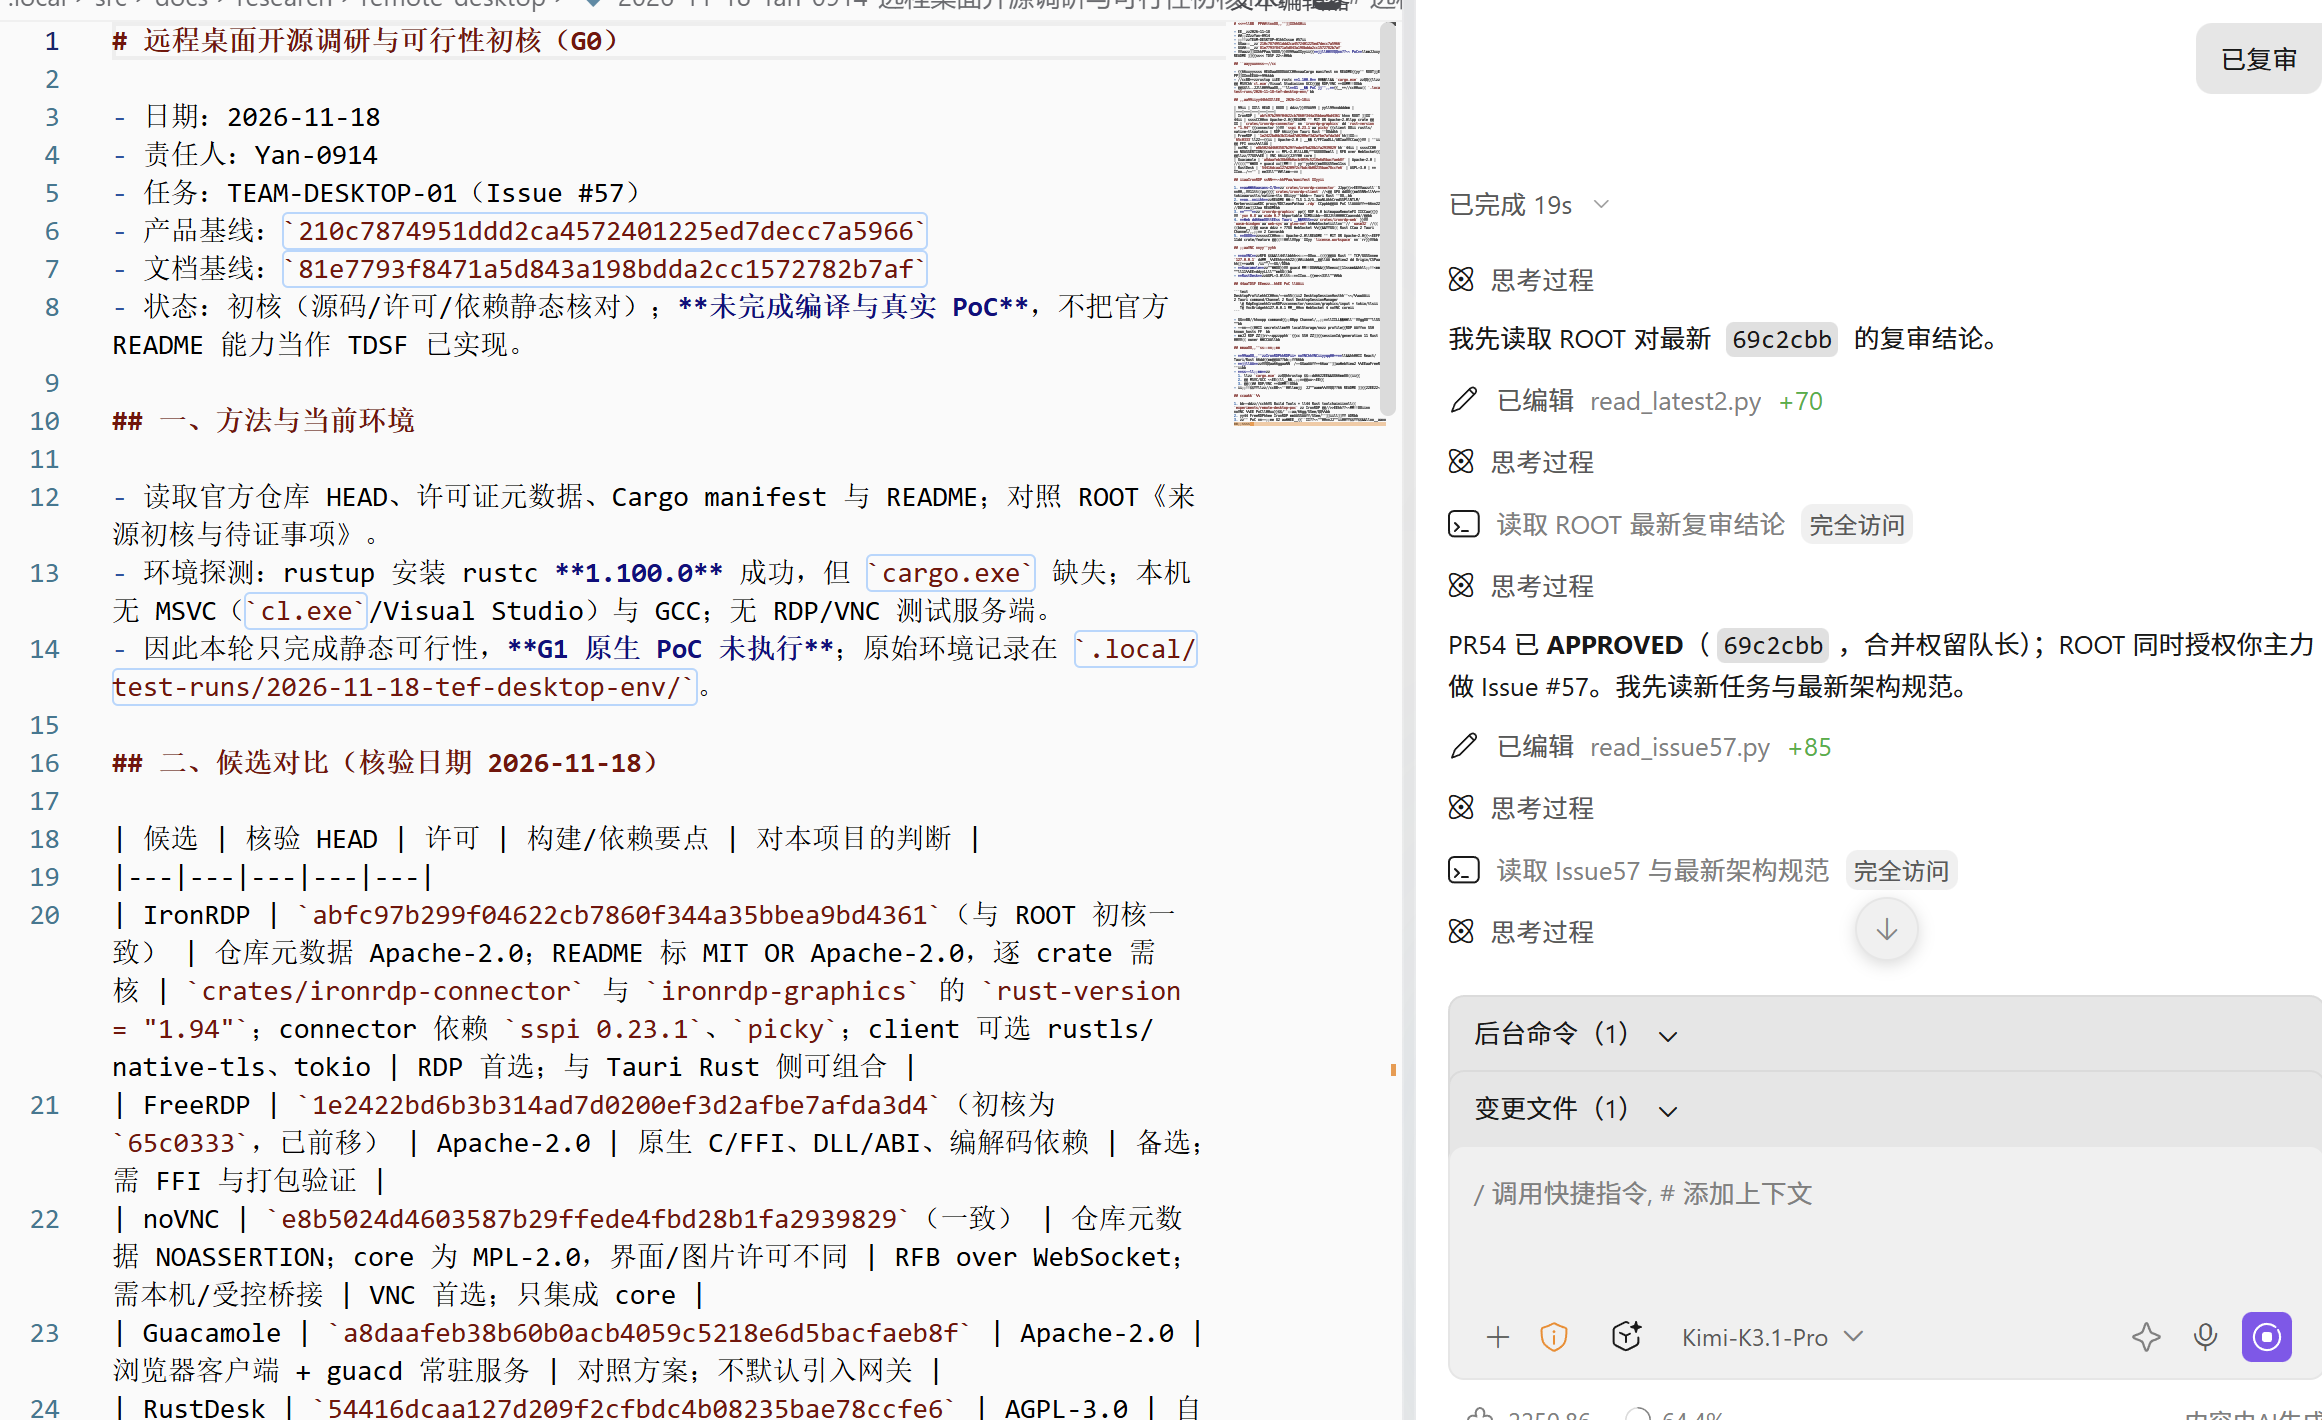 1 # 远程桌面开源调研与可行性初核（G0）
2
3 - 日期：2026-11-18
4 - 责任人：Yan-0914
5 - 任务：TEAM-DESKTOP-01（Issue #57）
6 - 产品基线：`210c7874951ddd2ca4572401225ed7decc7a5966`
7 - 文档基线：`81e7793f8471a5d843a198bdda2cc1572782b7af`
8 - 状态：初核（源码/许可/依赖静态核对）；**未完成编译与真实 PoC**，不把官方
README 能力当作 TDSF 已实现。
9
10 ## 一、方法与当前环境
11
12 - 读取官方仓库 HEAD、许可证元数据、Cargo manifest 与 README；对照 ROOT《来
源初核与待证事项》。
13 - 环境探测：rustup 安装 rustc **1.100.0** 成功，但 `cargo.exe` 缺失；本机
无 MSVC（`cl.exe`/Visual Studio）与 GCC；无 RDP/VNC 测试服务端。
14 - 因此本轮只完成静态可行性，**G1 原生 PoC 未执行**；原始环境记录在 `.local/
test-runs/2026-11-18-tef-desktop-env/`。
15
16 ## 二、候选对比（核验日期 2026-11-18）
17
18 | 候选 | 核验 HEAD | 许可 | 构建/依赖要点 | 对本项目的判断 |
19 |---|---|---|---|---|
20 | IronRDP | `abfc97b299f04622cb7860f344a35bbea9bd4361`（与 ROOT 初核一
致） | 仓库元数据 Apache-2.0；README 标 MIT OR Apache-2.0，逐 crate 需
核 | `crates/ironrdp-connector` 与 `ironrdp-graphics` 的 `rust-version
= "1.94"`；connector 依赖 `sspi 0.23.1`、`picky`；client 可选 rustls/
native-tls、tokio | RDP 首选；与 Tauri Rust 侧可组合 |
21 | FreeRDP | `1e2422bd6b3b314ad7d0200ef3d2afbe7afda3d4`（初核为
`65c0333`，已前移） | Apache-2.0 | 原生 C/FFI、DLL/ABI、编解码依赖 | 备选；
需 FFI 与打包验证 |
22 | noVNC | `e8b5024d4603587b29ffede4fbd28b1fa2939829`（一致） | 仓库元数
据 NOASSERTION；core 为 MPL-2.0，界面/图片许可不同 | RFB over WebSocket；
需本机/受控桥接 | VNC 首选；只集成 core |
23 | Guacamole | `a8daafeb38b60b0acb4059c5218e6d5bacfaeb8f` | Apache-2.0 |
浏览器客户端 + guacd 常驻服务 | 对照方案；不默认引入网关 |
24 | RustDesk | `54416dcaa127d209f2cfbdc4b08235bae78ccfe6` | AGPL-3.0 | 自
已复审
已完成 19s
思考过程
我先读取 ROOT 对最新 69c2cbb 的复审结论。
已编辑 read_latest2.py +70
思考过程
读取 ROOT 最新复审结论 完全访问
思考过程
PR54 已 APPROVED（ 69c2cbb ，合并权留队长）；ROOT 同时授权你主力
做 Issue #57。我先读新任务与最新架构规范。
已编辑 read_issue57.py +85
思考过程
读取 Issue57 与最新架构规范 完全访问
思考过程
后台命令（1）
变更文件（1）
/ 调用快捷指令, # 添加上下文
Kimi-K3.1-Pro